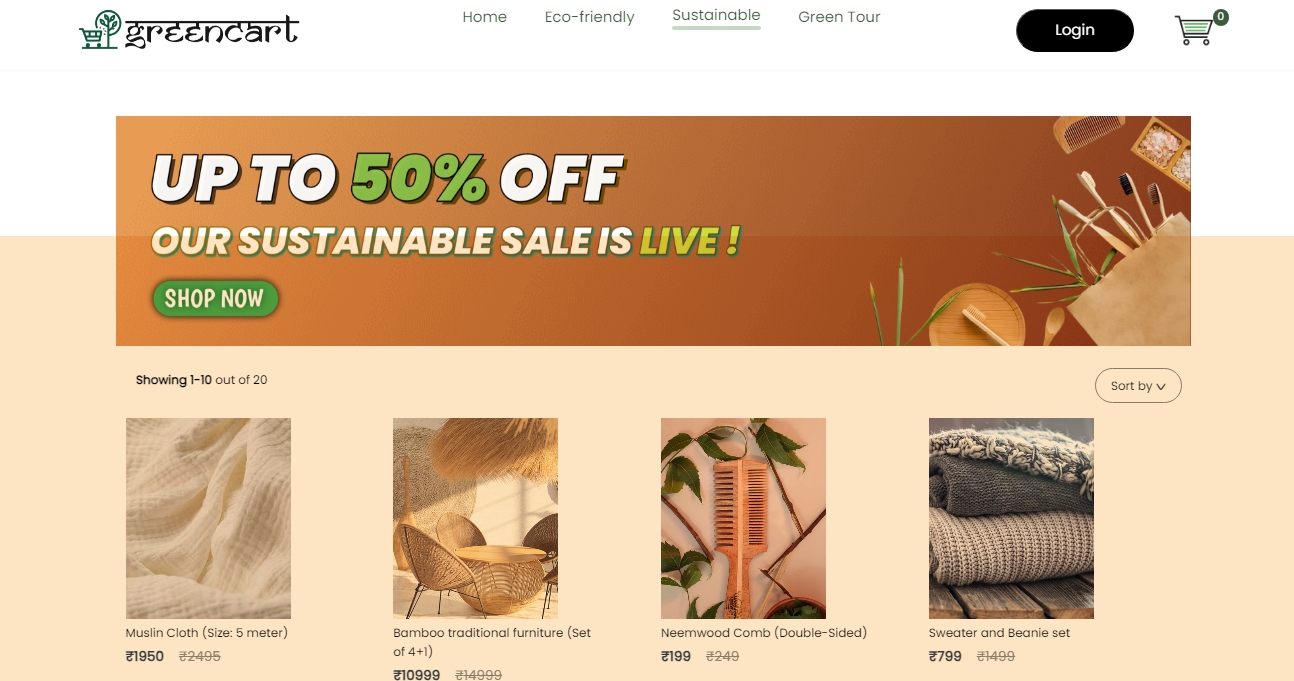 greencart
Home Eco-friendly Sustainable Green Tour
Login
0
UP TO 50% OFF
OUR SUSTAINABLE SALE IS LIVE !
SHOP NOW
Showing 1-10 out of 20
Sort by
Muslin Cloth (Size: 5 meter)
₹1950 ₹2495
Bamboo traditional furniture (Set
of 4+1)
₹10999 ₹14999
Neemwood Comb (Double-Sided)
₹199 ₹249
Sweater and Beanie set
₹799 ₹1499